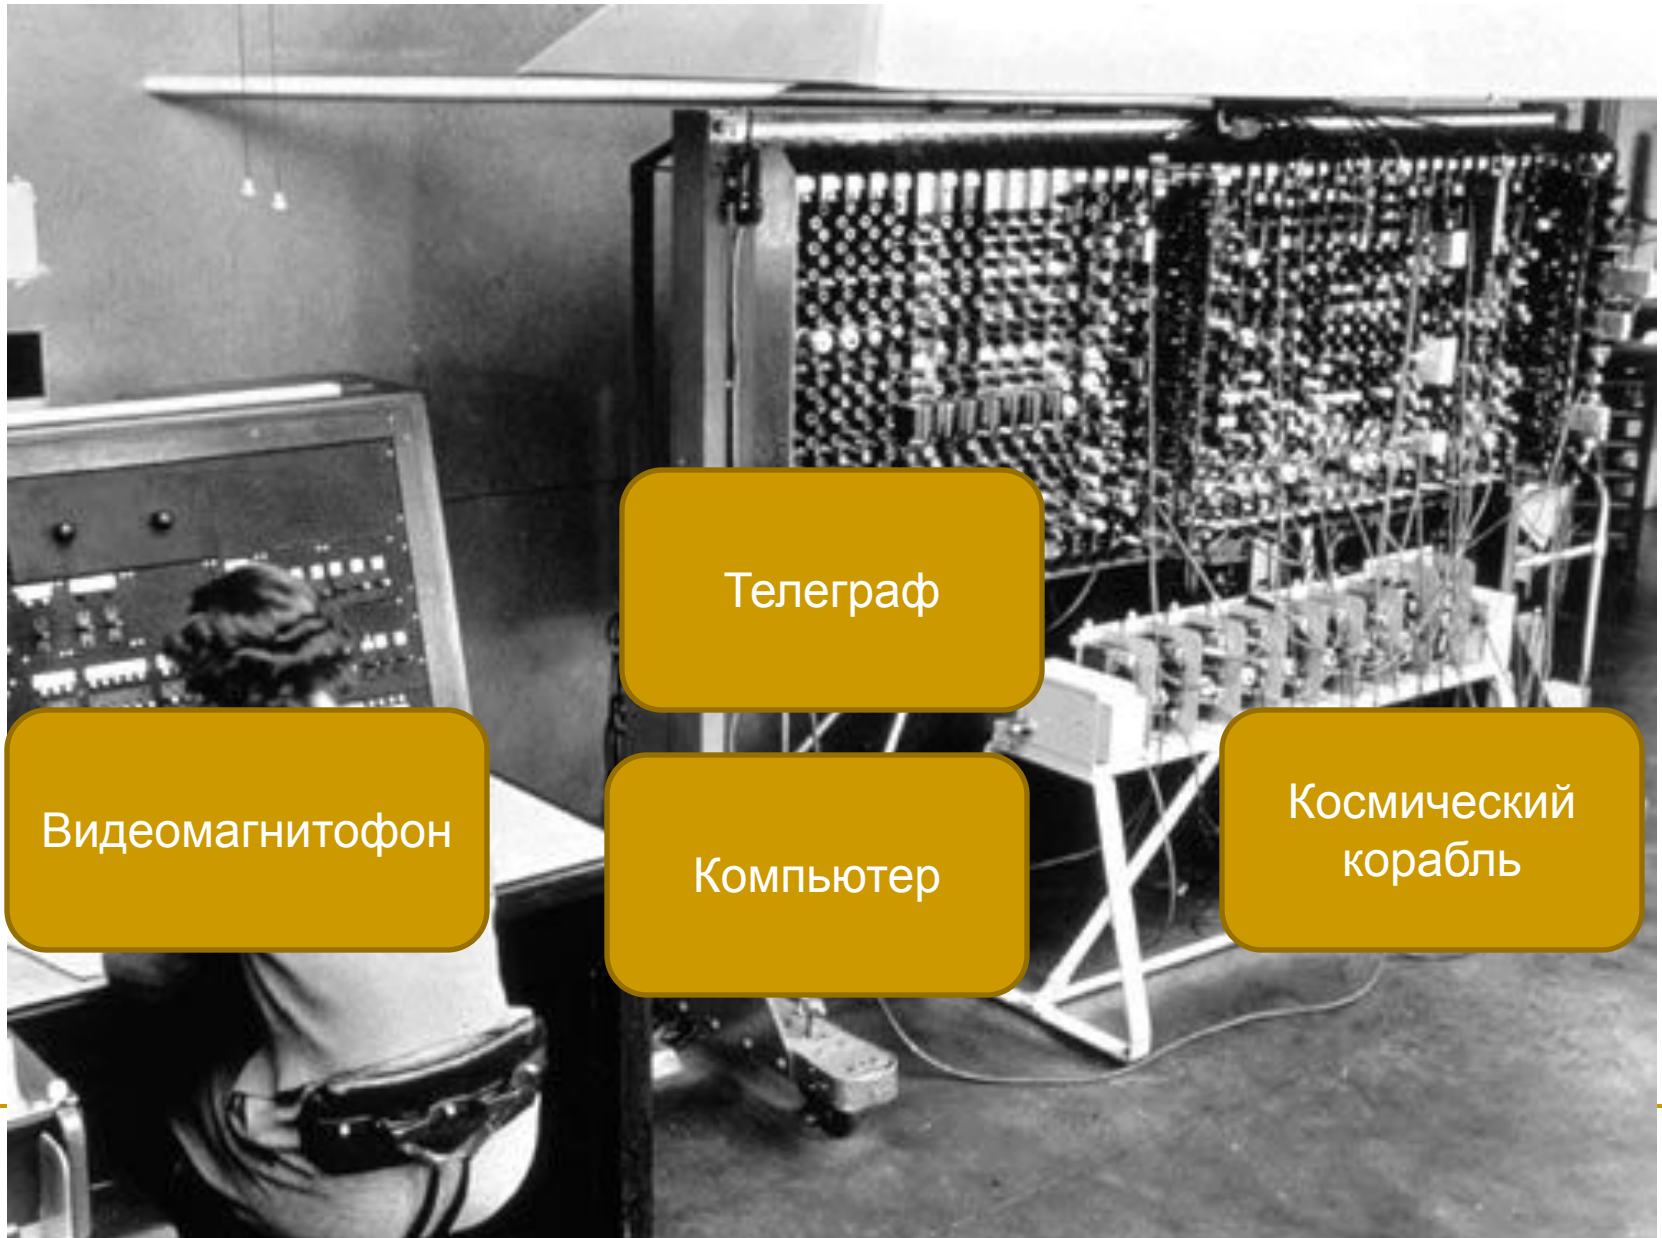 Телеграф
Видеомагнитофон
Компьютер
Космический
корабль